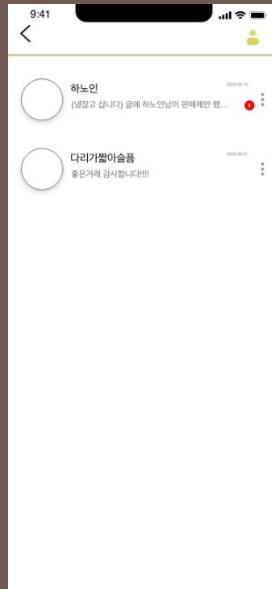 9:41
하노인
(냉장고 삽니다) 글에 하노인님이 판매제안 했...
다리가짧아슬픔
좋은거래 감사합니다!!!!